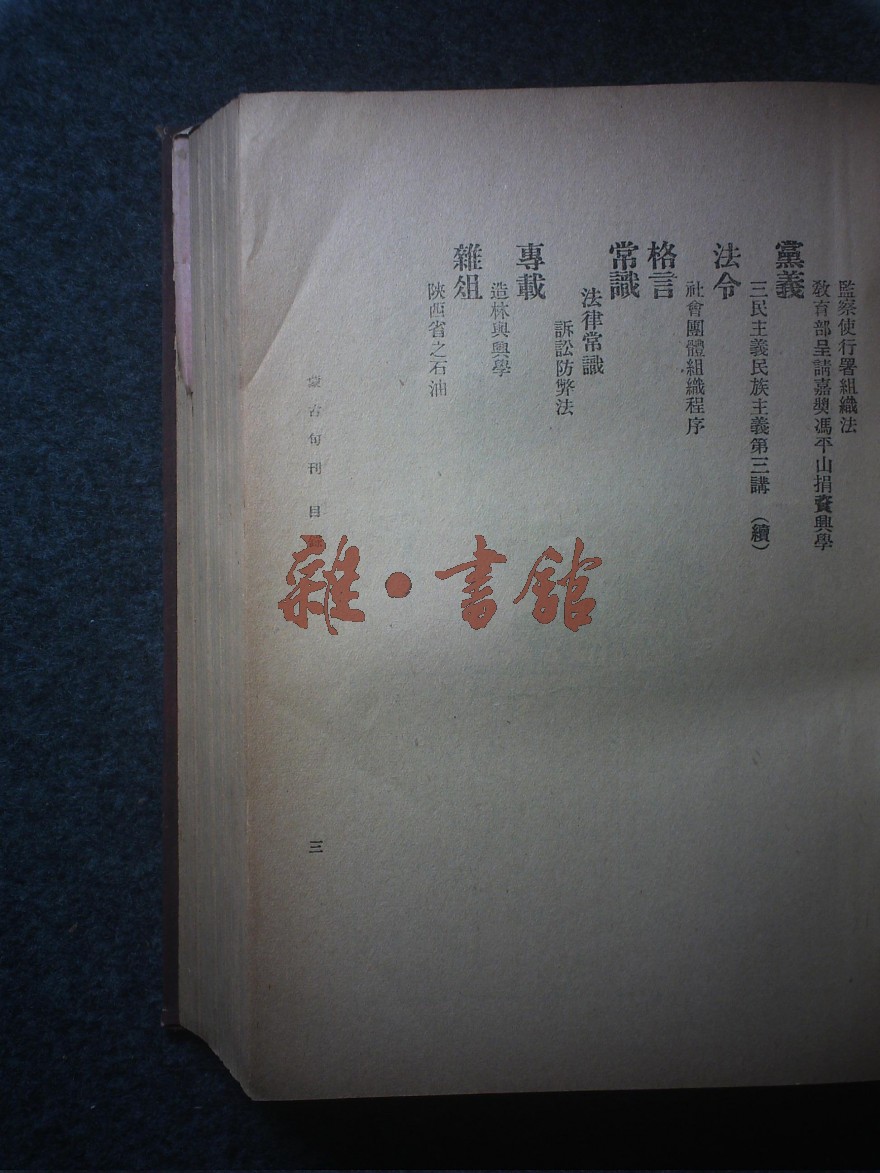 監察使行署組織法
教育部呈請嘉奬馮平山捐資興學
黨義
三民主義民族主義第三講（續）
法令
社會團體組織程序
格言
常識
法律常識
訴訟防弊法
專載
造林與興學
雜俎
陝西省之石油
蒙古旬刊 目
三
雜·書館